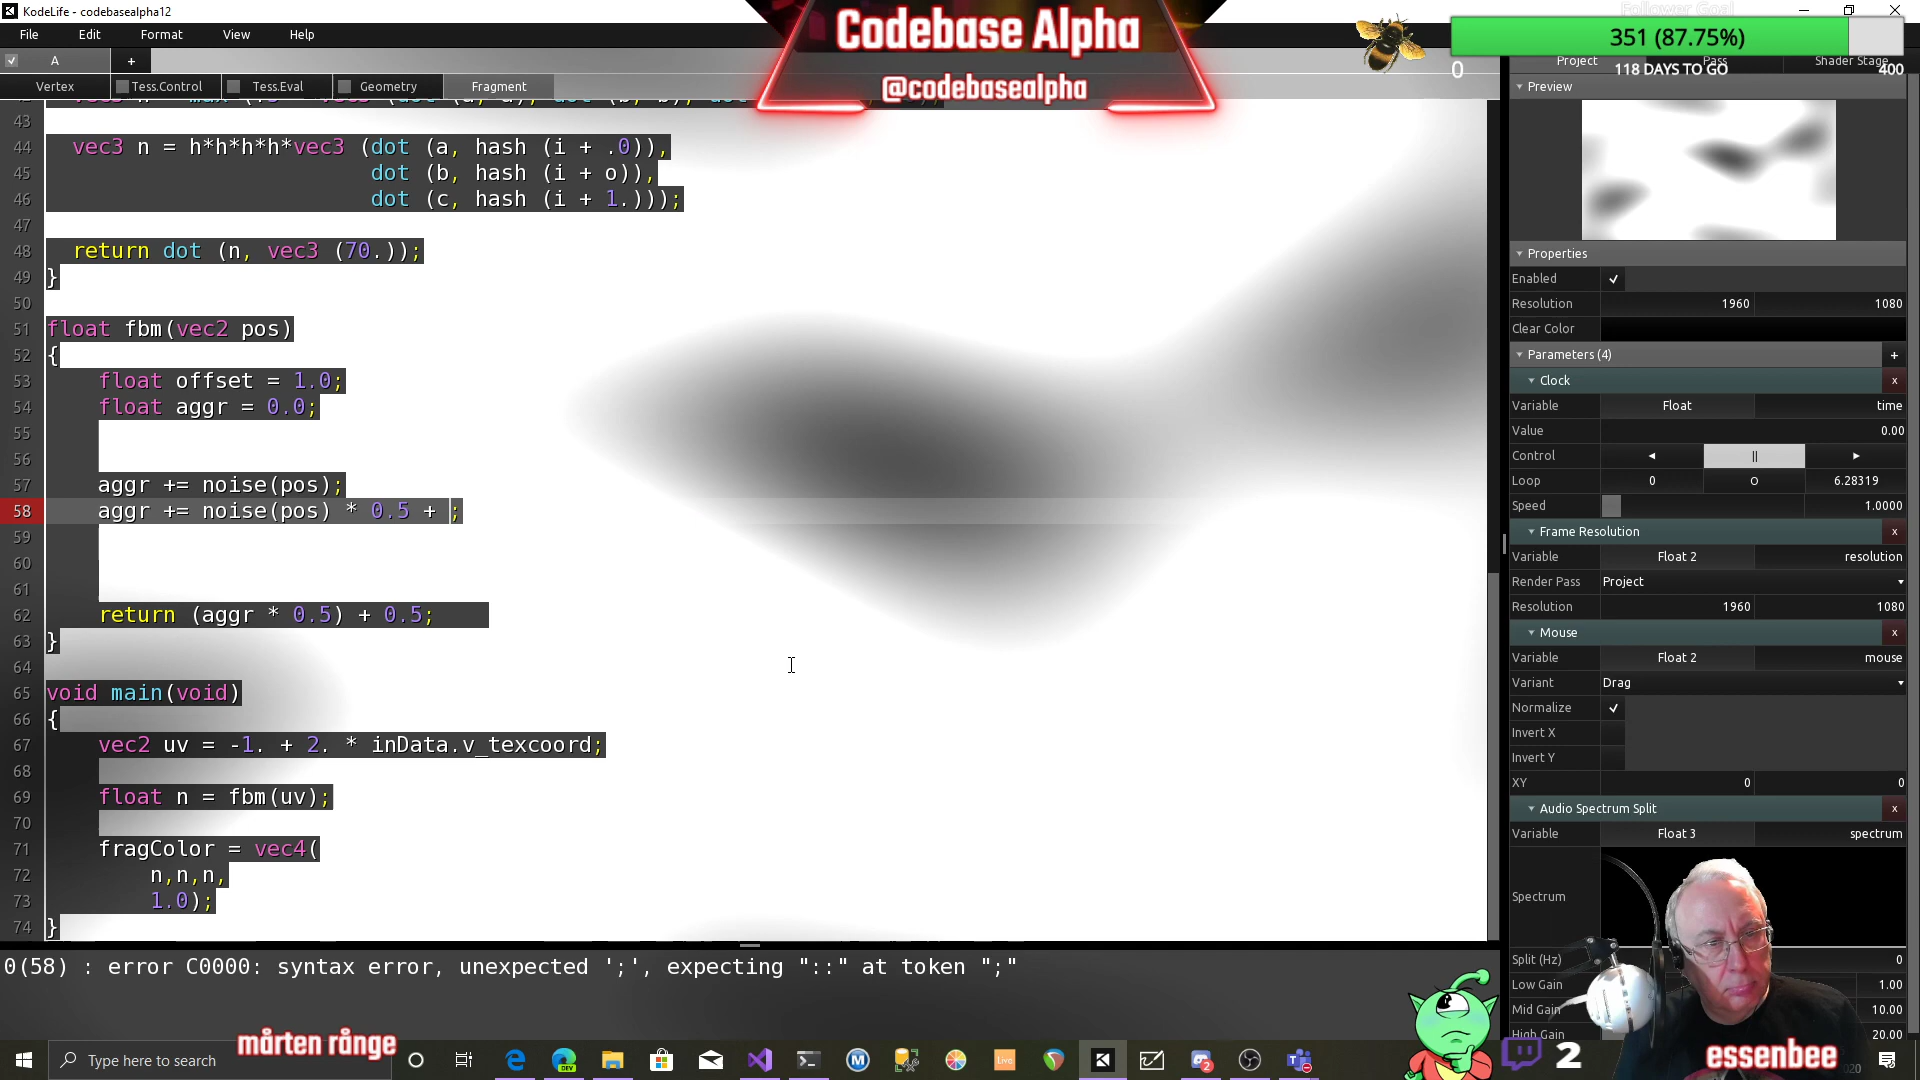 KodeLife - codebasealpha12
File Edit Format View Help
A +
Vertex Tess.Control Tess.Eval Geometry Fragment
Codebase Alpha
@codebasealpha
Follower Goal
351 (87.75%)
0 118 DAYS TO GO 400
Project Pass Shader Stage
43
44 vec3 n = h*h*h*h*vec3 (dot (a, hash (i + .0)),
45 dot (b, hash (i + o)),
46 dot (c, hash (i + 1.)));
47
48 return dot (n, vec3 (70.));
49 }
50
51 float fbm(vec2 pos)
52 {
53 float offset = 1.0;
54 float aggr = 0.0;
55
56
57 aggr += noise(pos);
58 aggr += noise(pos) * 0.5 + ;
59
60
61
62 return (aggr * 0.5) + 0.5;
63 }
64
65 void main(void)
66 {
67 vec2 uv = -1. + 2. * inData.v_texcoord;
68
69 float n = fbm(uv);
70
71 fragColor = vec4(
72 n,n,n,
73 1.0);
74 }
0(58) : error C0000: syntax error, unexpected ';', expecting "::" at token ";"
Preview
Properties
Enabled
Resolution 1960 1080
Clear Color
Parameters (4) +
Clock x
Variable Float time
Value 0.00
Control
Loop 0 O 6.28319
Speed 1.0000
Frame Resolution x
Variable Float 2 resolution
Render Pass Project
Resolution 1960 1080
Mouse x
Variable Float 2 mouse
Variant Drag
Normalize
Invert X
Invert Y
XY 0 0
Audio Spectrum Split x
Variable Float 3 spectrum
Spectrum
Split (Hz) 0
Low Gain 1.00
Mid Gain 10.00
High Gain 20.00
mårten rånge
Type here to search
2
essenbee